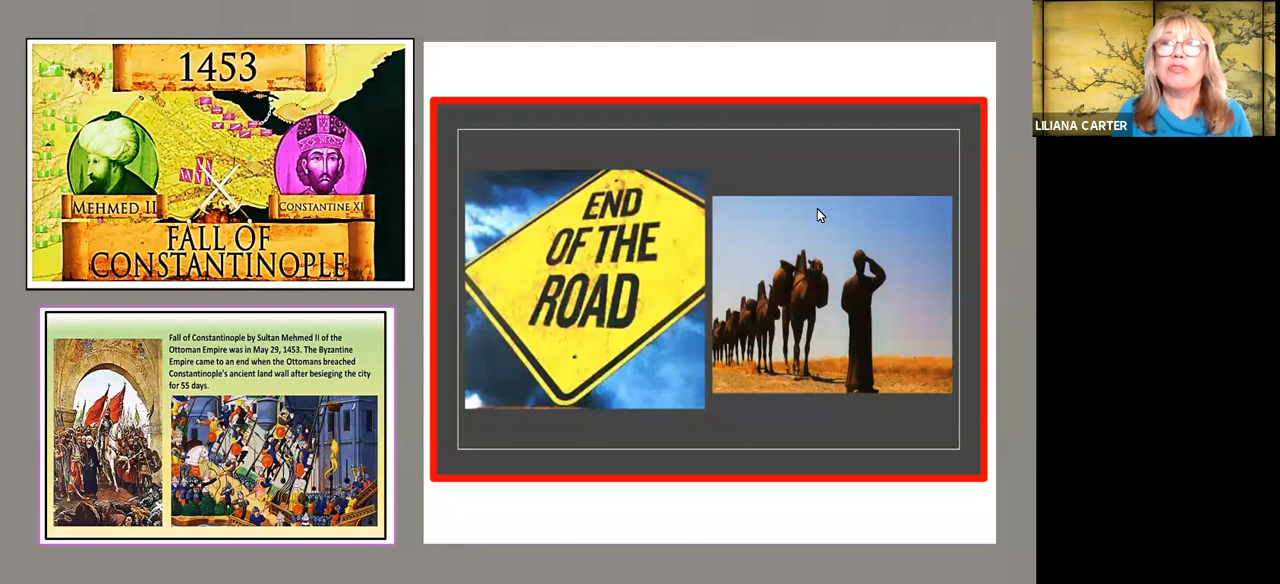 1453
MEHMED II
CONSTANTINE XI
FALL OF
CONSTANTINOPLE
Fall of Constantinople by Sultan Mehmed II of the
Ottoman Empire was in May 29, 1453. The Byzantine
Empire came to an end when the Ottomans breached
Constantinople's ancient land wall after besieging the city
for 55 days.
END
OF THE
ROAD
LILIANA CARTER